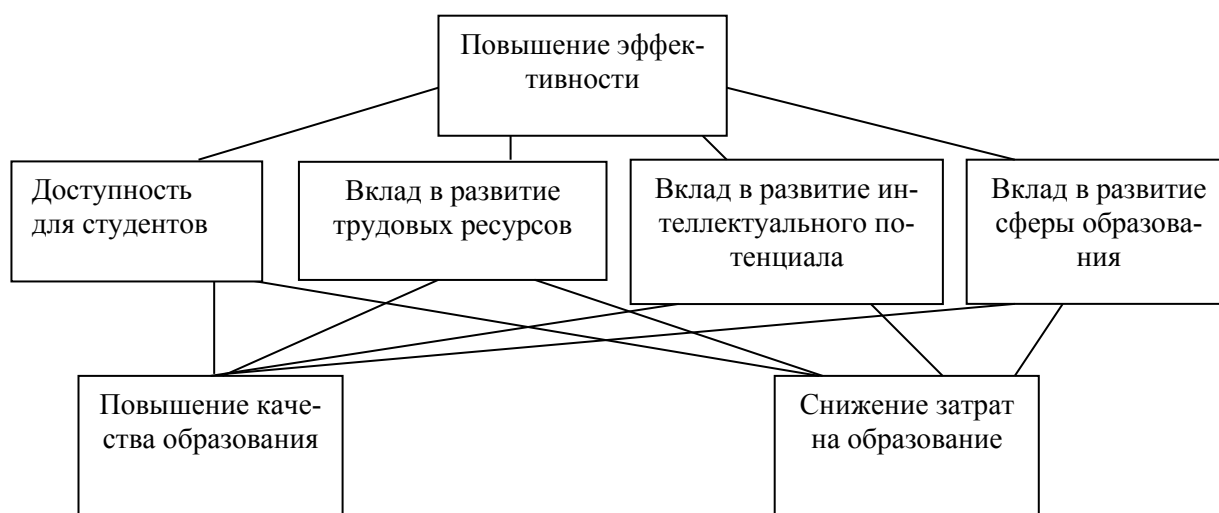 Повышение эффек-
тивности
Доступность
для студентов
Вклад в развитие
трудовых ресурсов
Вклад в развитие ин-
теллектуального по-
тенциала
Вклад в развитие
сферы образова-
ния
Повышение каче-
ства образования
Снижение затрат
на образование